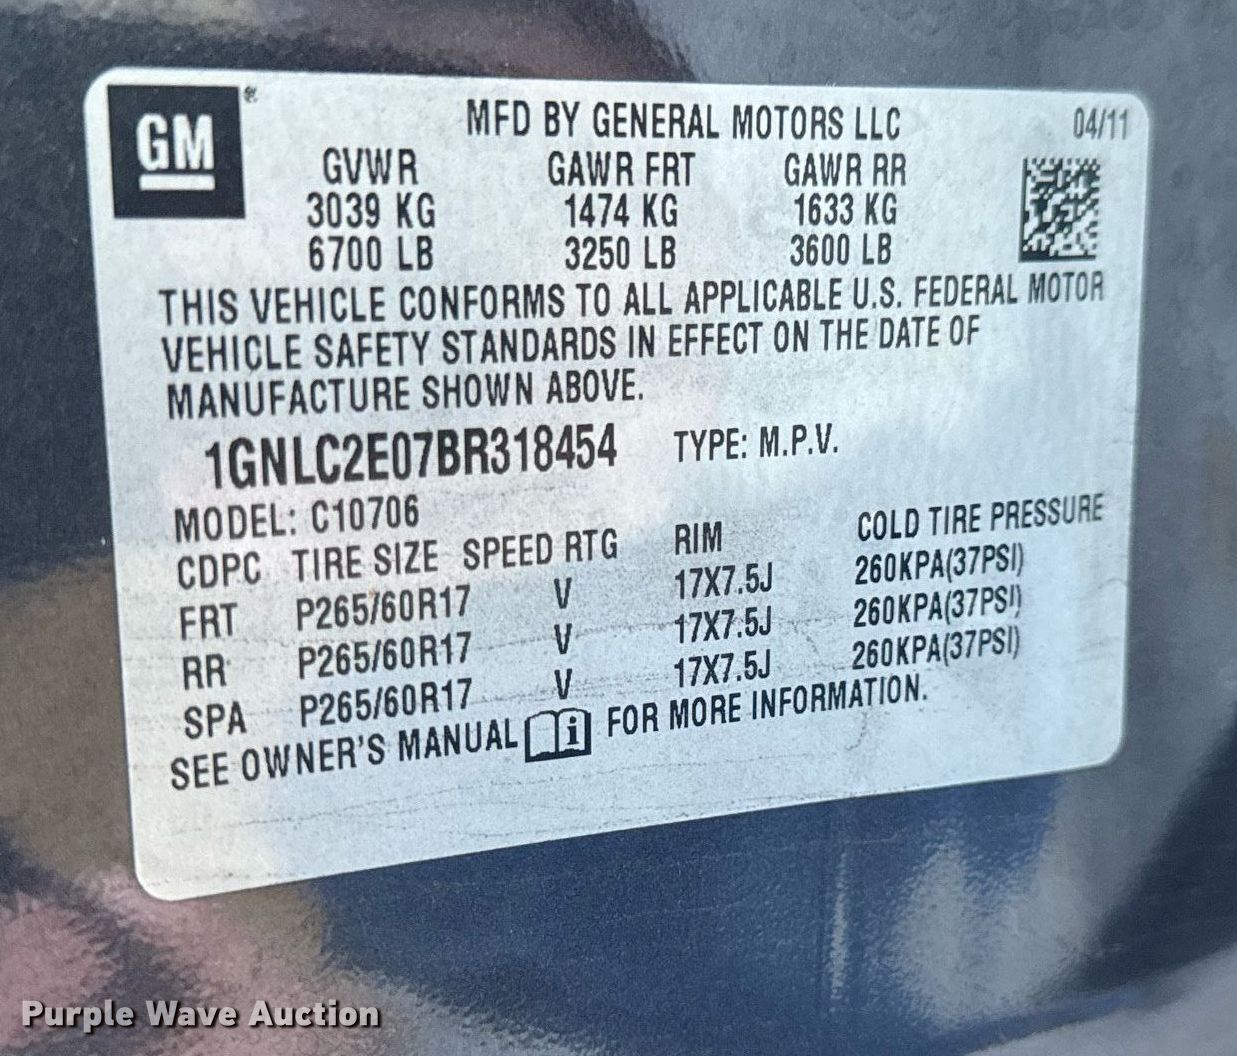 GM ®
MFD BY GENERAL MOTORS LLC 04/11
GVWR GAWR FRT GAWR RR
3039 KG 1474 KG 1633 KG
6700 LB 3250 LB 3600 LB
THIS VEHICLE CONFORMS TO ALL APPLICABLE U.S. FEDERAL MOTOR
VEHICLE SAFETY STANDARDS IN EFFECT ON THE DATE OF
MANUFACTURE SHOWN ABOVE.
1GNLC2E07BR318454 TYPE: M.P.V.
MODEL: C10706
CDPC TIRE SIZE SPEED RTG RIM COLD TIRE PRESSURE
FRT P265/60R17 V 17X7.5J 260KPA(37PSI)
RR P265/60R17 V 17X7.5J 260KPA(37PSI)
SPA P265/60R17 V 17X7.5J 260KPA(37PSI)
SEE OWNER'S MANUAL i FOR MORE INFORMATION.
Purple Wave Auction